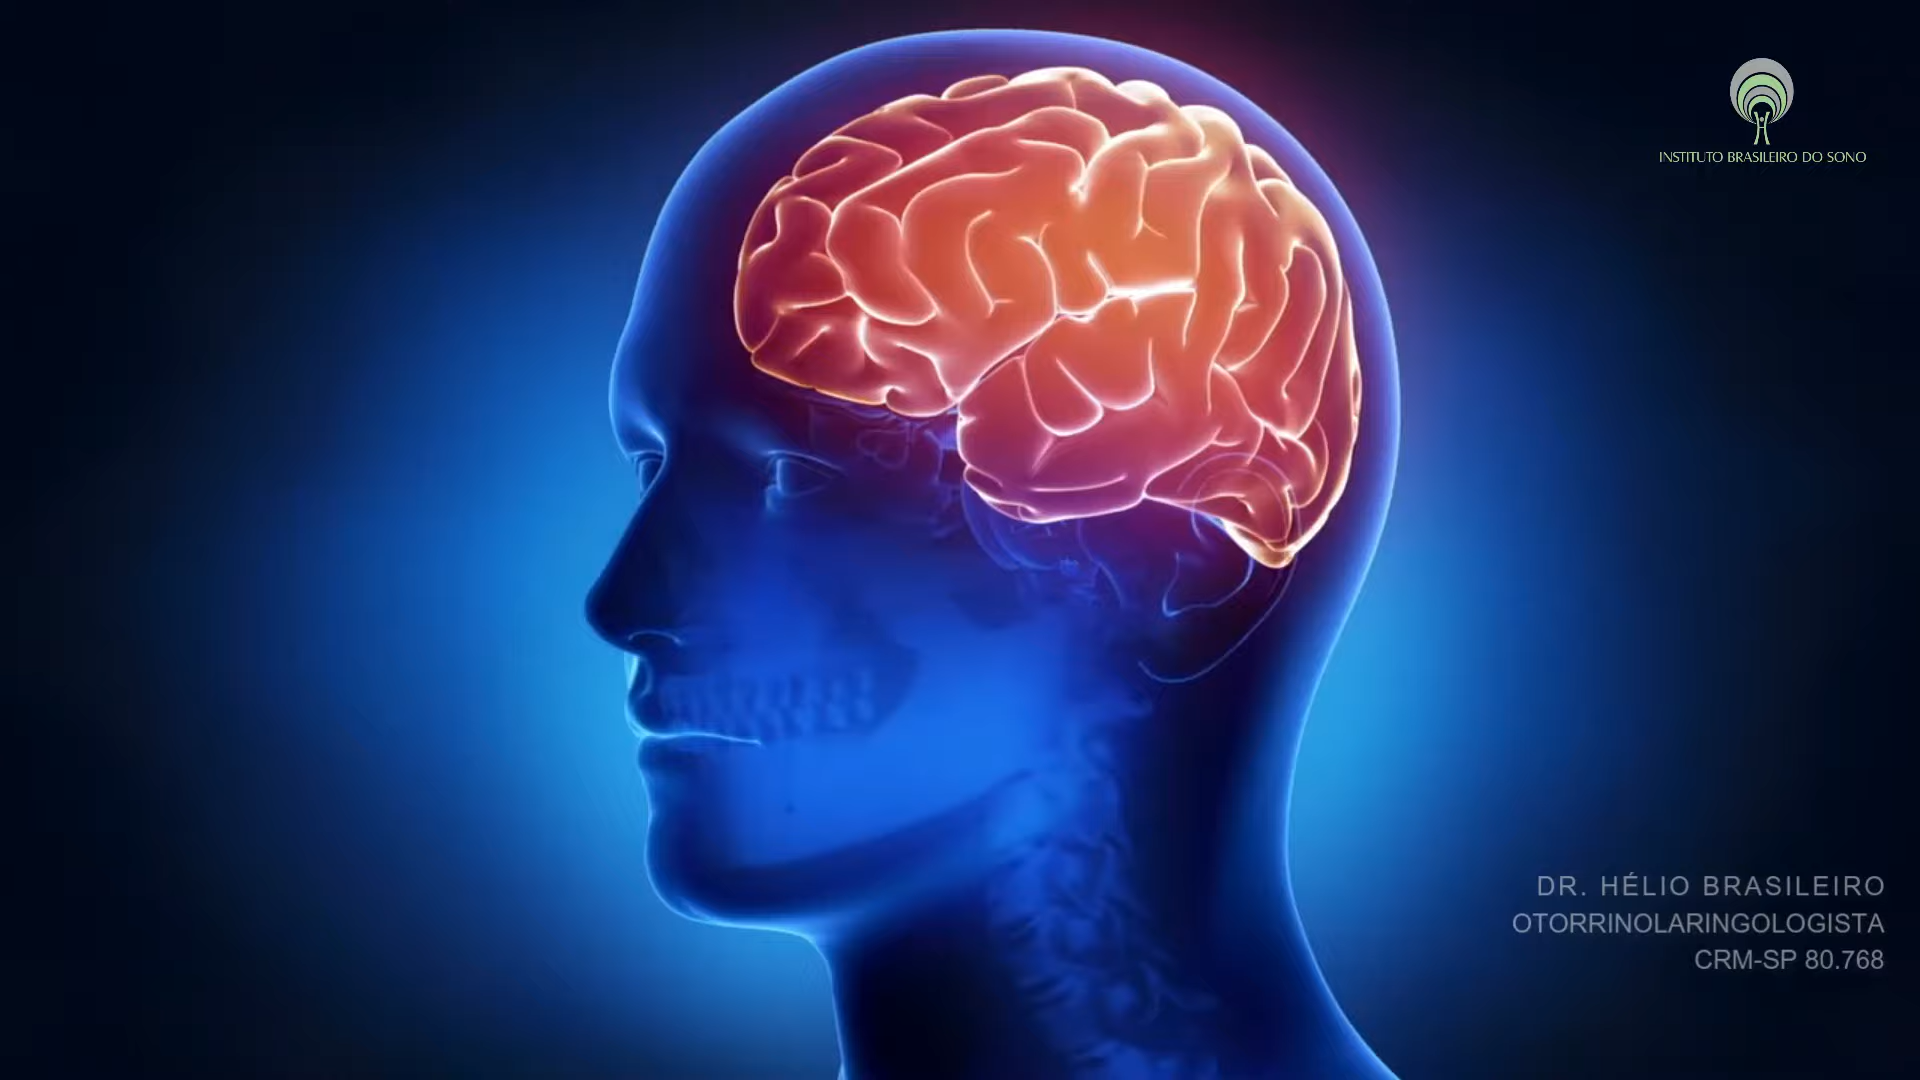 INSTITUTO BRASILEIRO DO SONO
DR. HÉLIO BRASILEIRO
OTORRINOLARINGOLOGISTA
CRM-SP 80.768